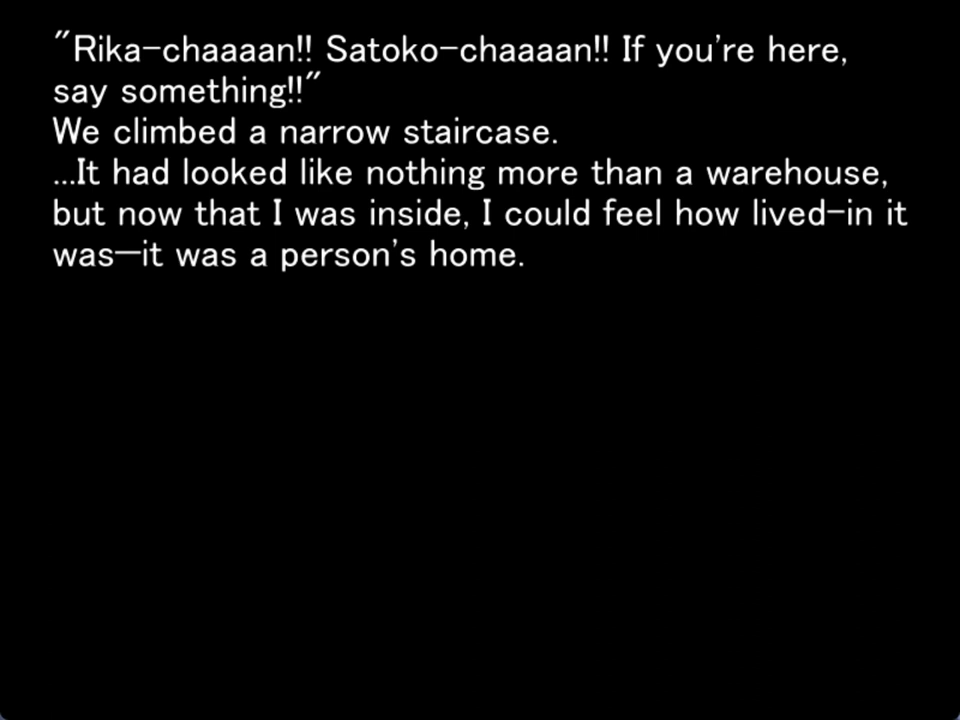 "Rika-chaaaan!! Satoko-chaaaan!! If you're here,
say something!!"
We climbed a narrow staircase.
...It had looked like nothing more than a warehouse,
but now that I was inside, I could feel how lived-in it
was—it was a person's home.